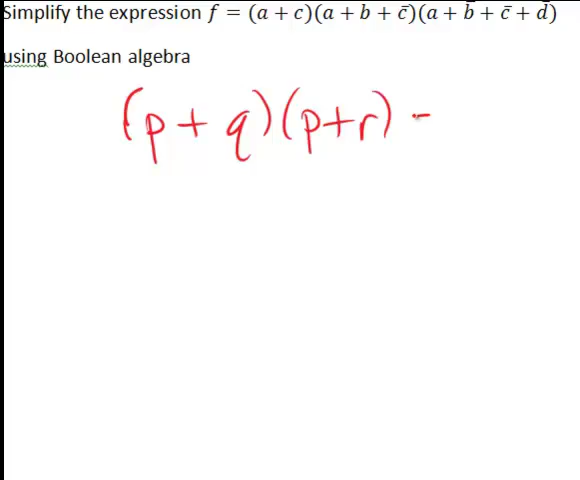 Simplify the expression f = (a + c)(a + b + c̄)(a + b̄ + c̄ + d̄)
using Boolean algebra
(p + q)(p+r) -